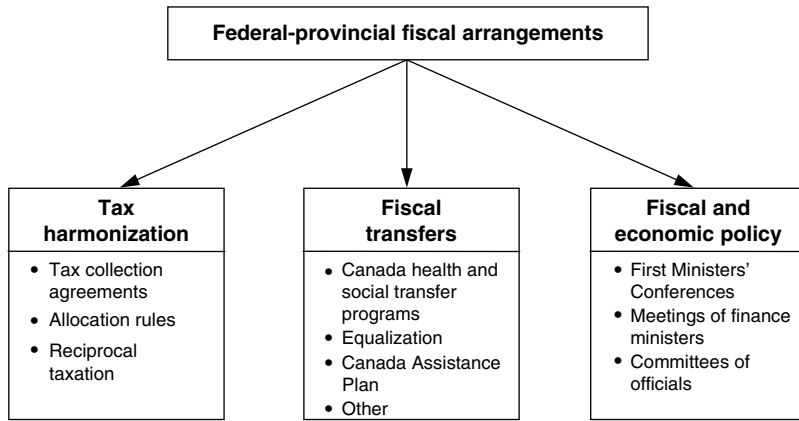 Federal-provincial fiscal arrangements
Tax
harmonization
• Tax collection
agreements
• Allocation rules
• Reciprocal
taxation
Fiscal
transfers
• Canada health and
social transfer
programs
• Equalization
• Canada Assistance
Plan
• Other
Fiscal and
economic policy
• First Ministers’
Conferences
• Meetings of finance
ministers
• Committees of
officials